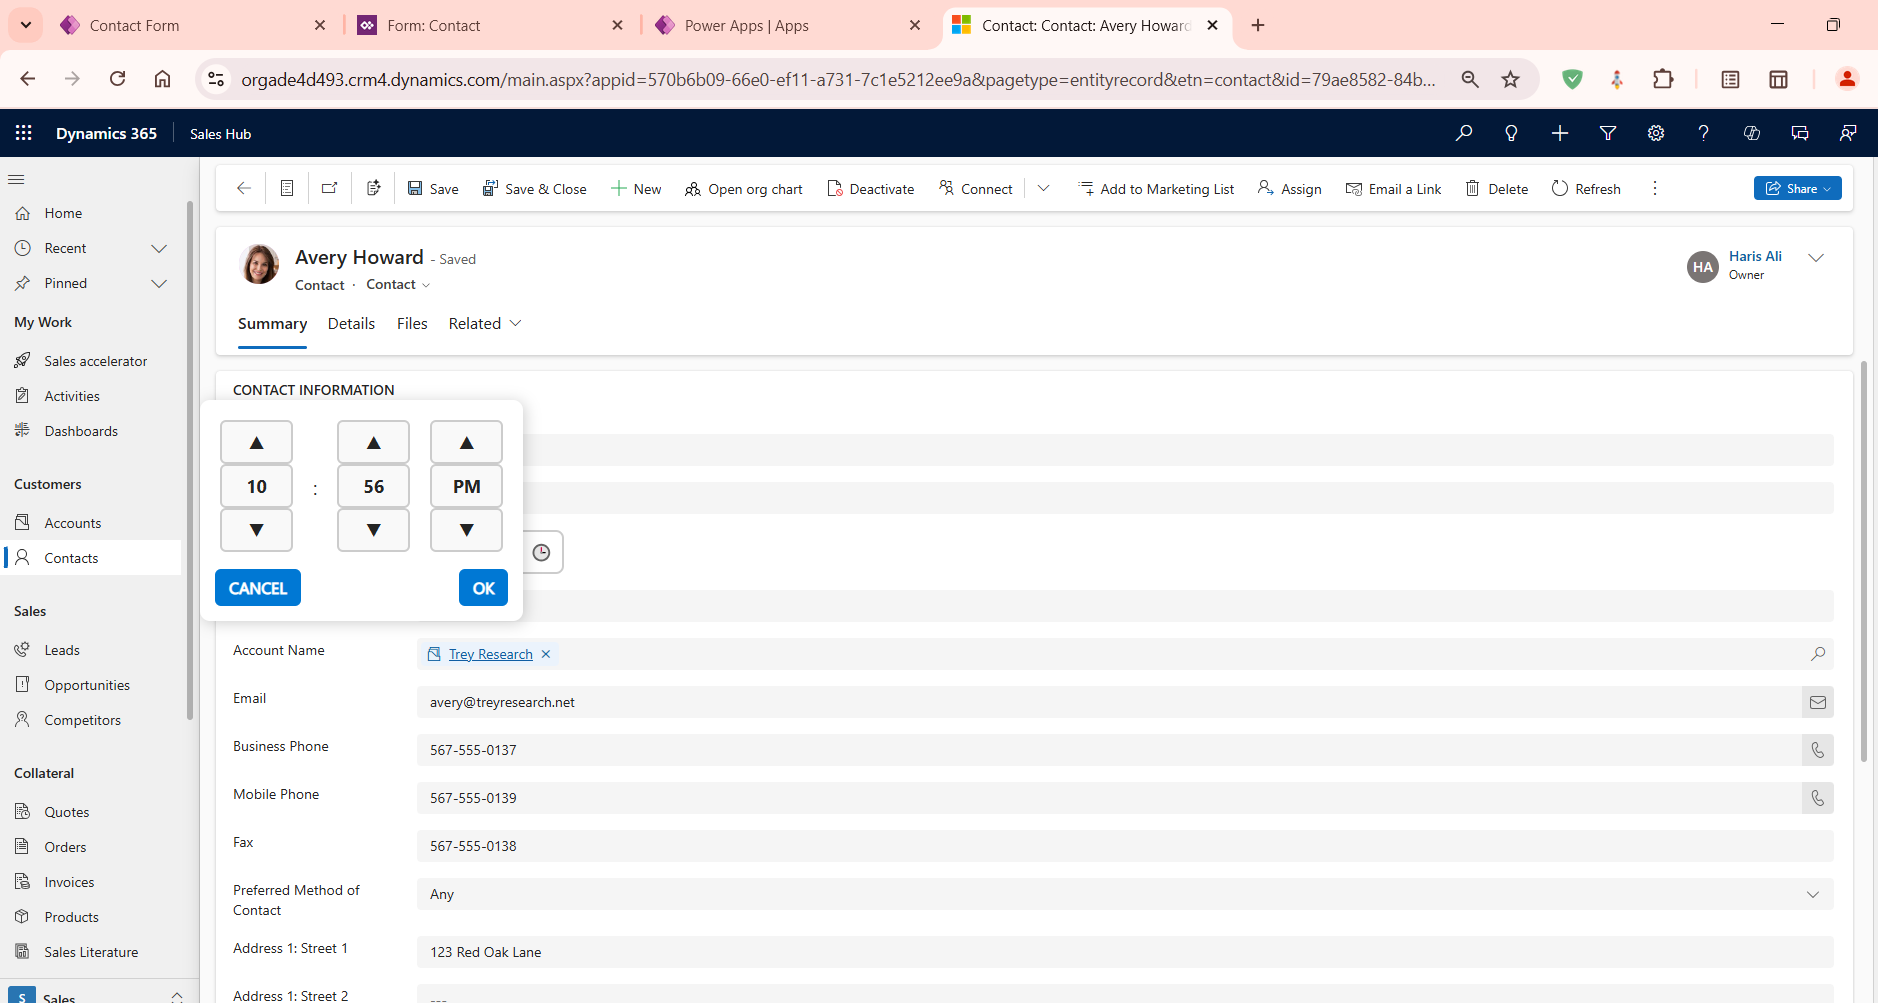 Contact Form
Form: Contact
Power Apps | Apps
Contact: Contact: Avery Howard
orgade4d493.crm4.dynamics.com/main.aspx?appid=570b6b09-66e0-ef11-a731-7c1e5212ee9a&pagetype=entityrecord&etn=contact&id=79ae8582-84b...
Dynamics 365
Sales Hub
Save
Save & Close
New
Open org chart
Deactivate
Connect
Add to Marketing List
Assign
Email a Link
Delete
Refresh
Share
Home
Recent
Pinned
My Work
Sales accelerator
Activities
Dashboards
Customers
Accounts
Contacts
Sales
Leads
Opportunities
Competitors
Collateral
Quotes
Orders
Invoices
Products
Sales Literature
S Sales
Avery Howard - Saved
Contact · Contact
HA
Haris Ali
Owner
Summary
Details
Files
Related
CONTACT INFORMATION
▲ ▲ ▲
10 : 56 PM
▼ ▼ ▼
CANCEL
OK
Account Name
Trey Research
Email
avery@treyresearch.net
Business Phone
567-555-0137
Mobile Phone
567-555-0139
Fax
567-555-0138
Preferred Method of
Contact
Any
Address 1: Street 1
123 Red Oak Lane
Address 1: Street 2
---